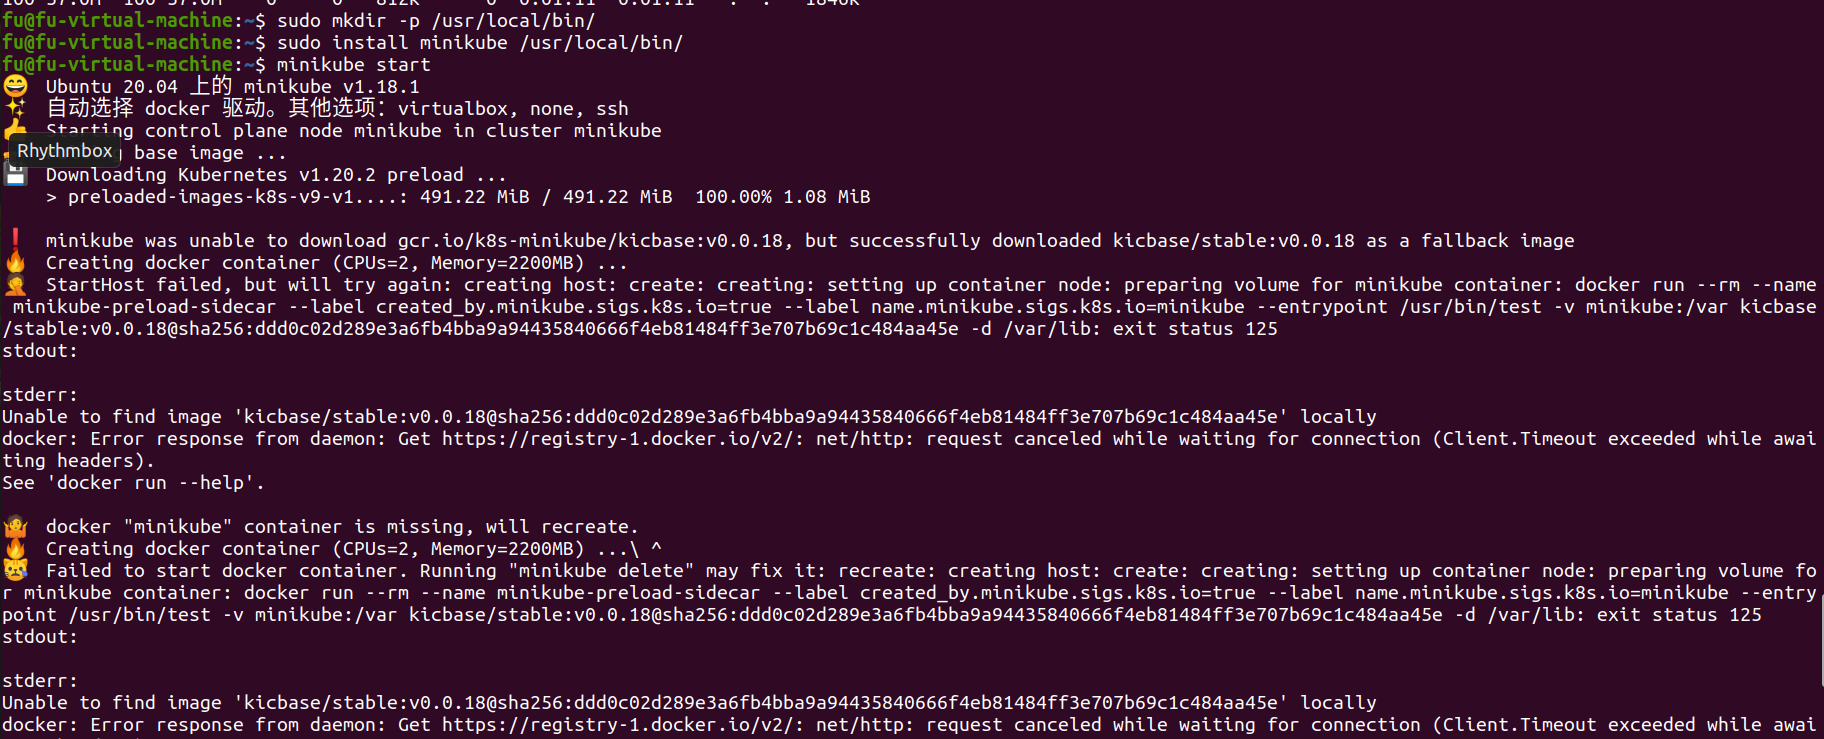 fu@fu-virtual-machine:~$ sudo mkdir -p /usr/local/bin/
fu@fu-virtual-machine:~$ sudo install minikube /usr/local/bin/
fu@fu-virtual-machine:~$ minikube start
😄 Ubuntu 20.04 上的 minikube v1.18.1
✨ 自动选择 docker 驱动。其他选项：virtualbox, none, ssh
👍 Starting control plane node minikube in cluster minikube
Rhythmbox
base image ...
💾 Downloading Kubernetes v1.20.2 preload ...
> preloaded-images-k8s-v9-v1....: 491.22 MiB / 491.22 MiB 100.00% 1.08 MiB
❗ minikube was unable to download gcr.io/k8s-minikube/kicbase:v0.0.18, but successfully downloaded kicbase/stable:v0.0.18 as a fallback image
🔥 Creating docker container (CPUs=2, Memory=2200MB) ...
🤦 StartHost failed, but will try again: creating host: create: creating: setting up container node: preparing volume for minikube container: docker run --rm --name
minikube-preload-sidecar --label created_by.minikube.sigs.k8s.io=true --label name.minikube.sigs.k8s.io=minikube --entrypoint /usr/bin/test -v minikube:/var kicbase
/stable:v0.0.18@sha256:ddd0c02d289e3a6fb4bba9a94435840666f4eb81484ff3e707b69c1c484aa45e -d /var/lib: exit status 125
stdout:
stderr:
Unable to find image 'kicbase/stable:v0.0.18@sha256:ddd0c02d289e3a6fb4bba9a94435840666f4eb81484ff3e707b69c1c484aa45e' locally
docker: Error response from daemon: Get https://registry-1.docker.io/v2/: net/http: request canceled while waiting for connection (Client.Timeout exceeded while awai
ting headers).
See 'docker run --help'.
🤷 docker "minikube" container is missing, will recreate.
🔥 Creating docker container (CPUs=2, Memory=2200MB) ...\ ^
😿 Failed to start docker container. Running "minikube delete" may fix it: recreate: creating host: create: creating: setting up container node: preparing volume fo
r minikube container: docker run --rm --name minikube-preload-sidecar --label created_by.minikube.sigs.k8s.io=true --label name.minikube.sigs.k8s.io=minikube --entry
point /usr/bin/test -v minikube:/var kicbase/stable:v0.0.18@sha256:ddd0c02d289e3a6fb4bba9a94435840666f4eb81484ff3e707b69c1c484aa45e -d /var/lib: exit status 125
stdout:
stderr:
Unable to find image 'kicbase/stable:v0.0.18@sha256:ddd0c02d289e3a6fb4bba9a94435840666f4eb81484ff3e707b69c1c484aa45e' locally
docker: Error response from daemon: Get https://registry-1.docker.io/v2/: net/http: request canceled while waiting for connection (Client.Timeout exceeded while awai